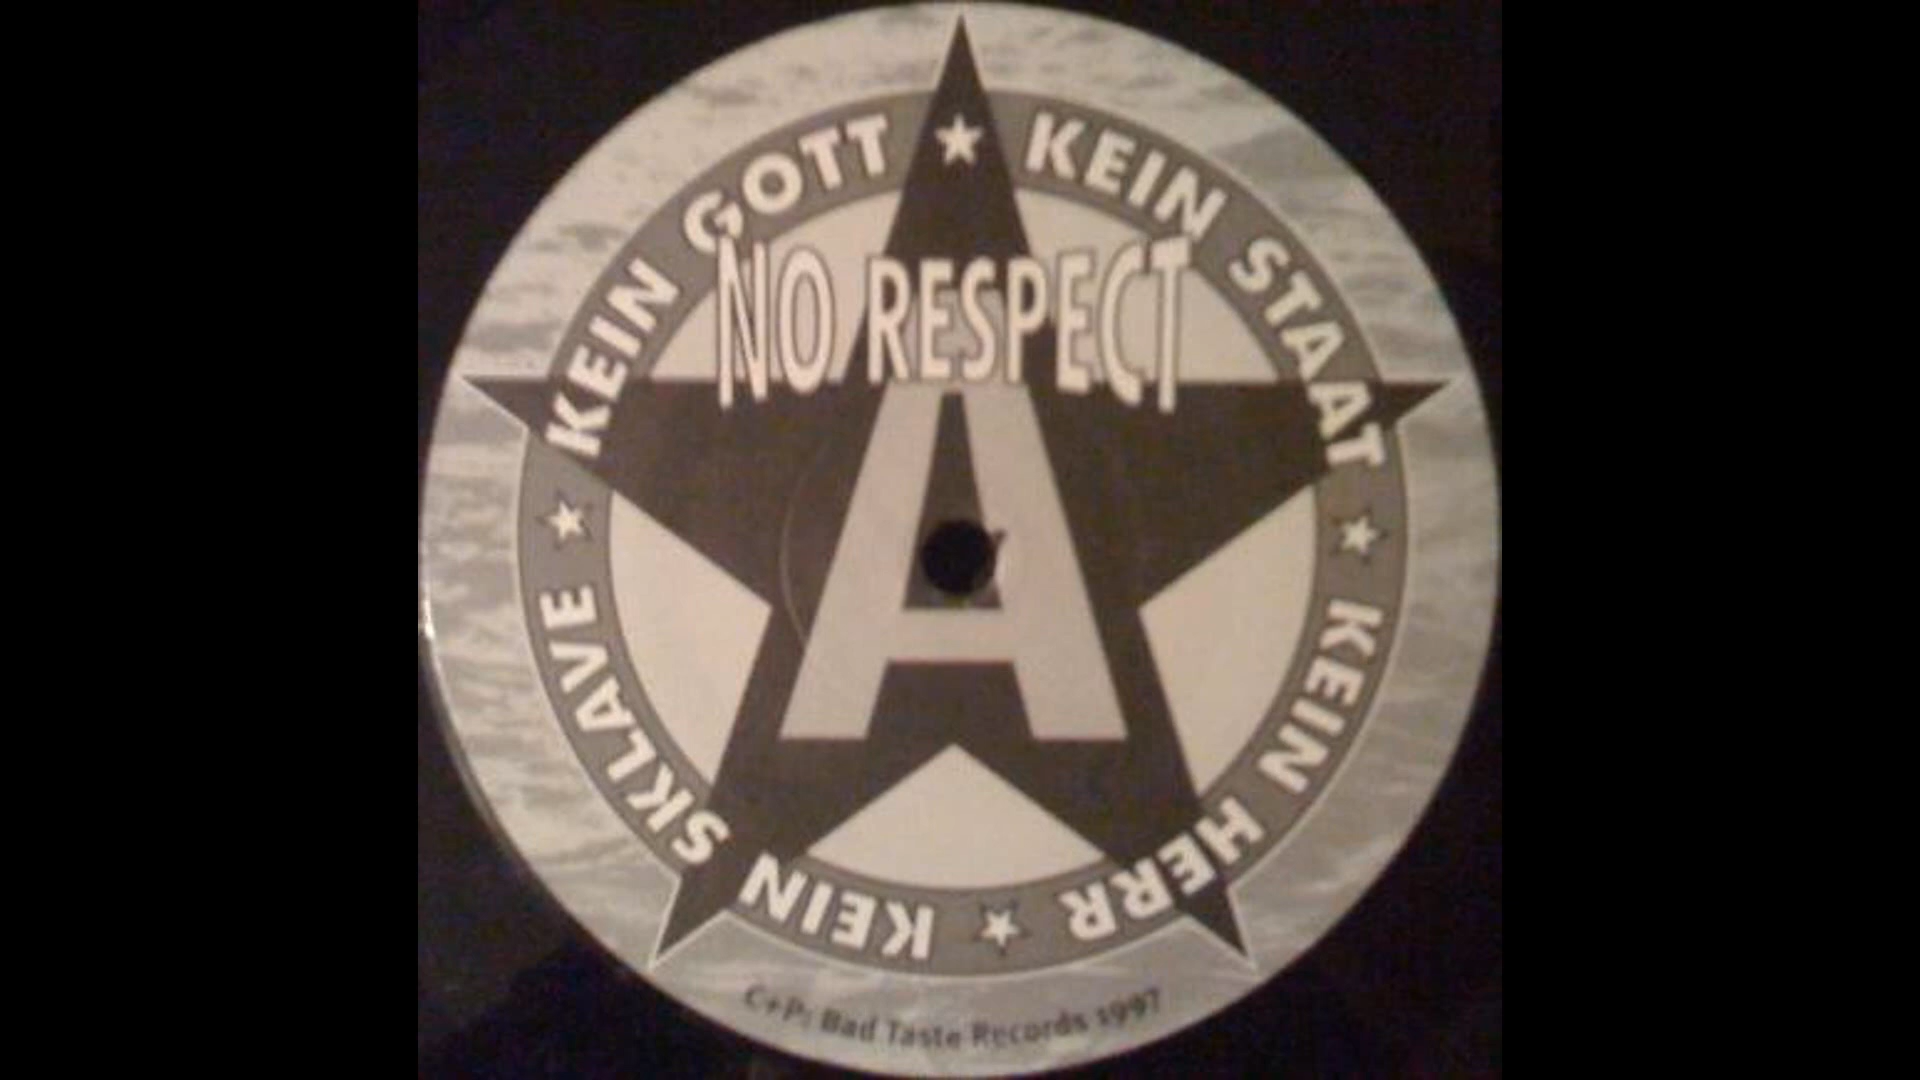 KEIN GOTT ★ KEIN STAAT ★ KEIN HERR ★ KEIN SKLAVE ★
NO RESPECT
A
C+P: Bad Taste Records 1997